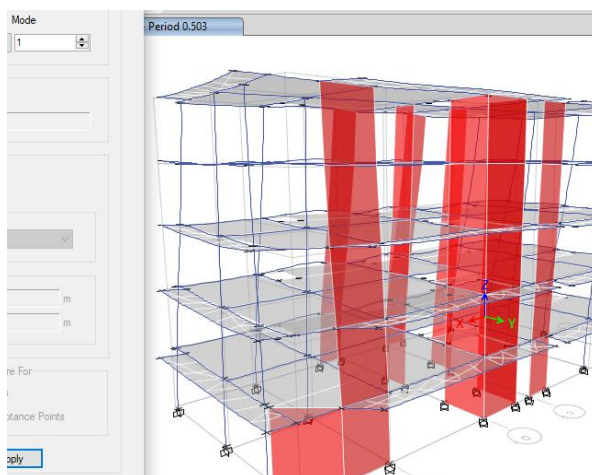 Mode
Period 0.503
1
m
m
re For
ptance Points
pply
Z
X
Y